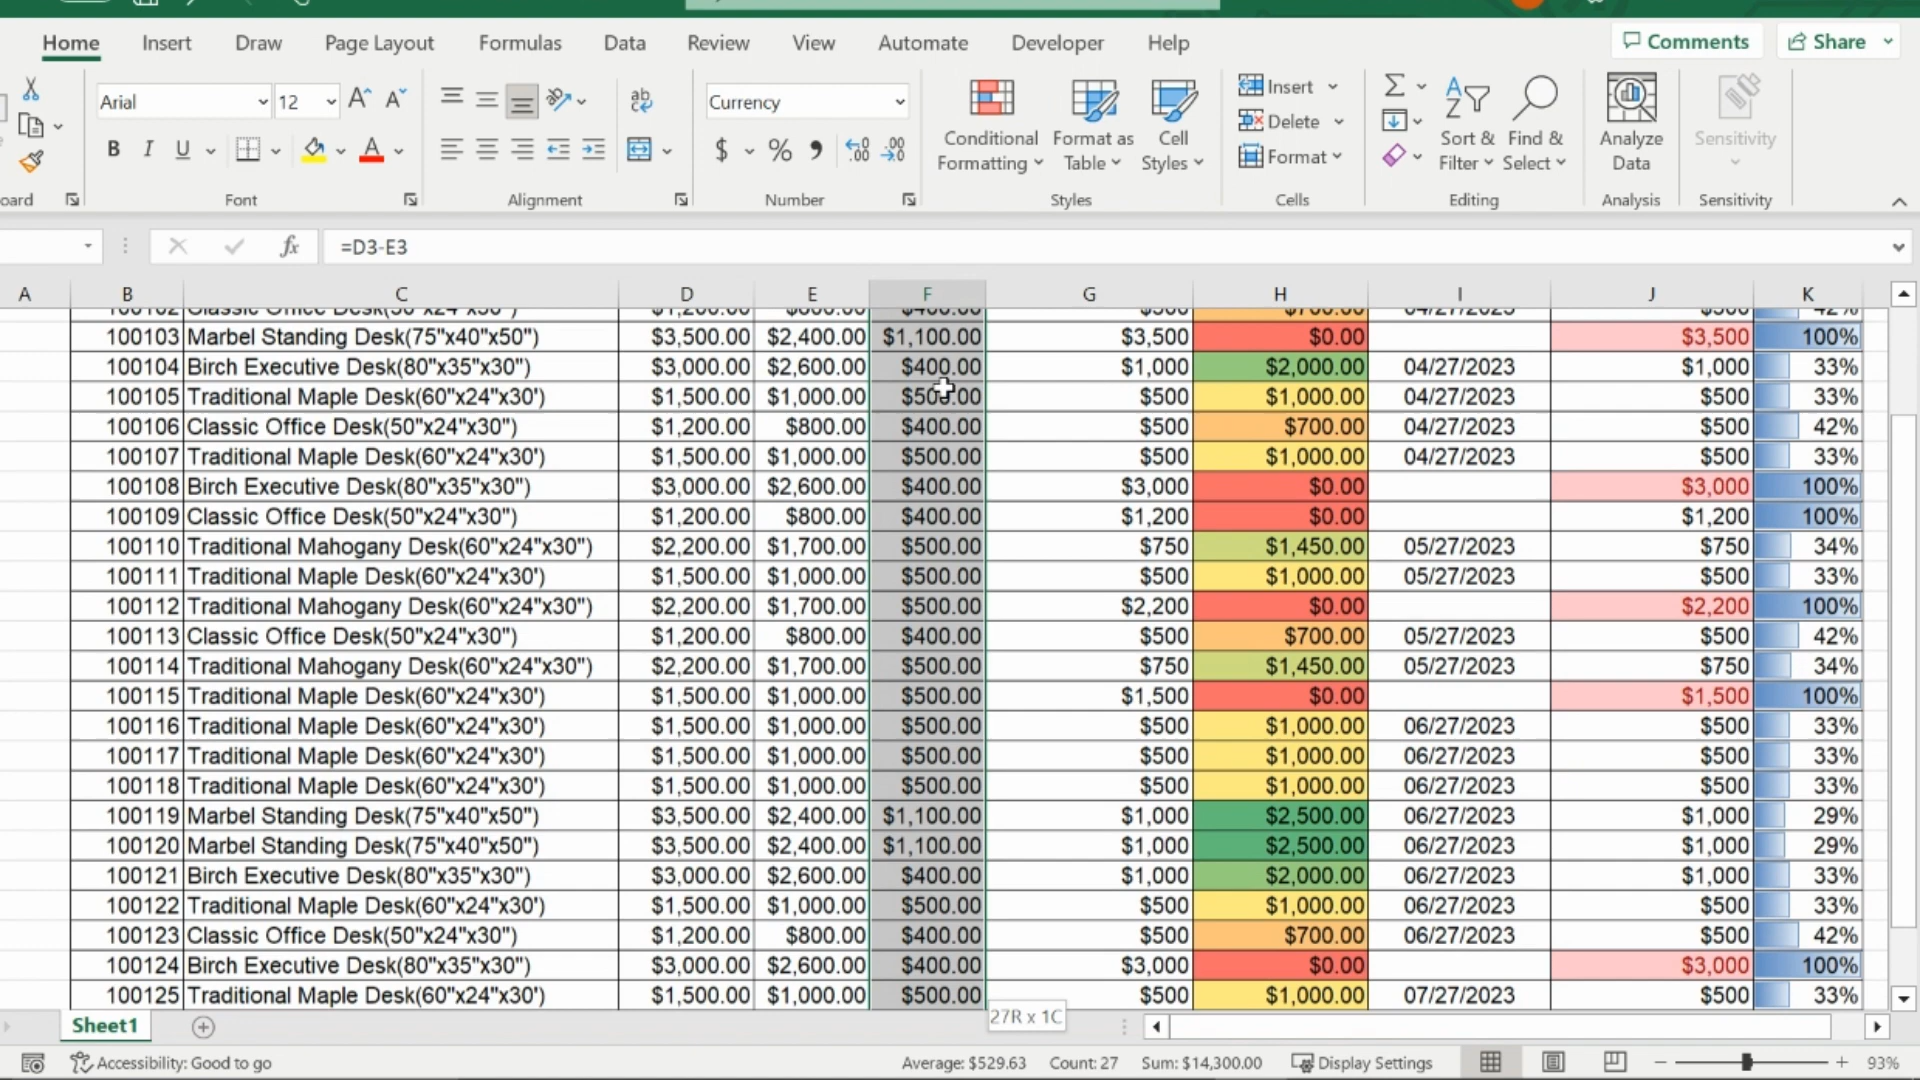 Home Insert Draw Page Layout Formulas Data Review View Automate Developer Help Comments Share
Arial 12 Currency
Conditional Formatting Format as Table Cell Styles
Insert
Delete
Format
Sort & Filter Find & Select Analyze Data Sensitivity
oard Font Alignment Number Styles Cells Editing Analysis Sensitivity
fx =D3-E3
A B C D E F G H I J K
100103 Marbel Standing Desk(75"x40"x50") $3,500.00 $2,400.00 $1,100.00 $3,500 $0.00 $3,500 100%
100104 Birch Executive Desk(80"x35"x30") $3,000.00 $2,600.00 $400.00 $1,000 $2,000.00 04/27/2023 $1,000 33%
100105 Traditional Maple Desk(60"x24"x30') $1,500.00 $1,000.00 $500.00 $500 $1,000.00 04/27/2023 $500 33%
100106 Classic Office Desk(50"x24"x30") $1,200.00 $800.00 $400.00 $500 $700.00 04/27/2023 $500 42%
100107 Traditional Maple Desk(60"x24"x30') $1,500.00 $1,000.00 $500.00 $500 $1,000.00 04/27/2023 $500 33%
100108 Birch Executive Desk(80"x35"x30") $3,000.00 $2,600.00 $400.00 $3,000 $0.00 $3,000 100%
100109 Classic Office Desk(50"x24"x30") $1,200.00 $800.00 $400.00 $1,200 $0.00 $1,200 100%
100110 Traditional Mahogany Desk(60"x24"x30") $2,200.00 $1,700.00 $500.00 $750 $1,450.00 05/27/2023 $750 34%
100111 Traditional Maple Desk(60"x24"x30') $1,500.00 $1,000.00 $500.00 $500 $1,000.00 05/27/2023 $500 33%
100112 Traditional Mahogany Desk(60"x24"x30") $2,200.00 $1,700.00 $500.00 $2,200 $0.00 $2,200 100%
100113 Classic Office Desk(50"x24"x30") $1,200.00 $800.00 $400.00 $500 $700.00 05/27/2023 $500 42%
100114 Traditional Mahogany Desk(60"x24"x30") $2,200.00 $1,700.00 $500.00 $750 $1,450.00 05/27/2023 $750 34%
100115 Traditional Maple Desk(60"x24"x30') $1,500.00 $1,000.00 $500.00 $1,500 $0.00 $1,500 100%
100116 Traditional Maple Desk(60"x24"x30') $1,500.00 $1,000.00 $500.00 $500 $1,000.00 06/27/2023 $500 33%
100117 Traditional Maple Desk(60"x24"x30') $1,500.00 $1,000.00 $500.00 $500 $1,000.00 06/27/2023 $500 33%
100118 Traditional Maple Desk(60"x24"x30') $1,500.00 $1,000.00 $500.00 $500 $1,000.00 06/27/2023 $500 33%
100119 Marbel Standing Desk(75"x40"x50") $3,500.00 $2,400.00 $1,100.00 $1,000 $2,500.00 06/27/2023 $1,000 29%
100120 Marbel Standing Desk(75"x40"x50") $3,500.00 $2,400.00 $1,100.00 $1,000 $2,500.00 06/27/2023 $1,000 29%
100121 Birch Executive Desk(80"x35"x30") $3,000.00 $2,600.00 $400.00 $1,000 $2,000.00 06/27/2023 $1,000 33%
100122 Traditional Maple Desk(60"x24"x30') $1,500.00 $1,000.00 $500.00 $500 $1,000.00 06/27/2023 $500 33%
100123 Classic Office Desk(50"x24"x30") $1,200.00 $800.00 $400.00 $500 $700.00 06/27/2023 $500 42%
100124 Birch Executive Desk(80"x35"x30") $3,000.00 $2,600.00 $400.00 $3,000 $0.00 $3,000 100%
100125 Traditional Maple Desk(60"x24"x30') $1,500.00 $1,000.00 $500.00 $500 $1,000.00 07/27/2023 $500 33%
27R x 1C
Sheet1
Accessibility: Good to go Average: $529.63 Count: 27 Sum: $14,300.00 Display Settings 93%